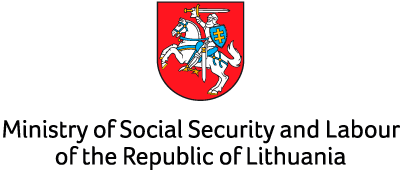 Ministry of Social Security and Labour
of the Republic of Lithuania